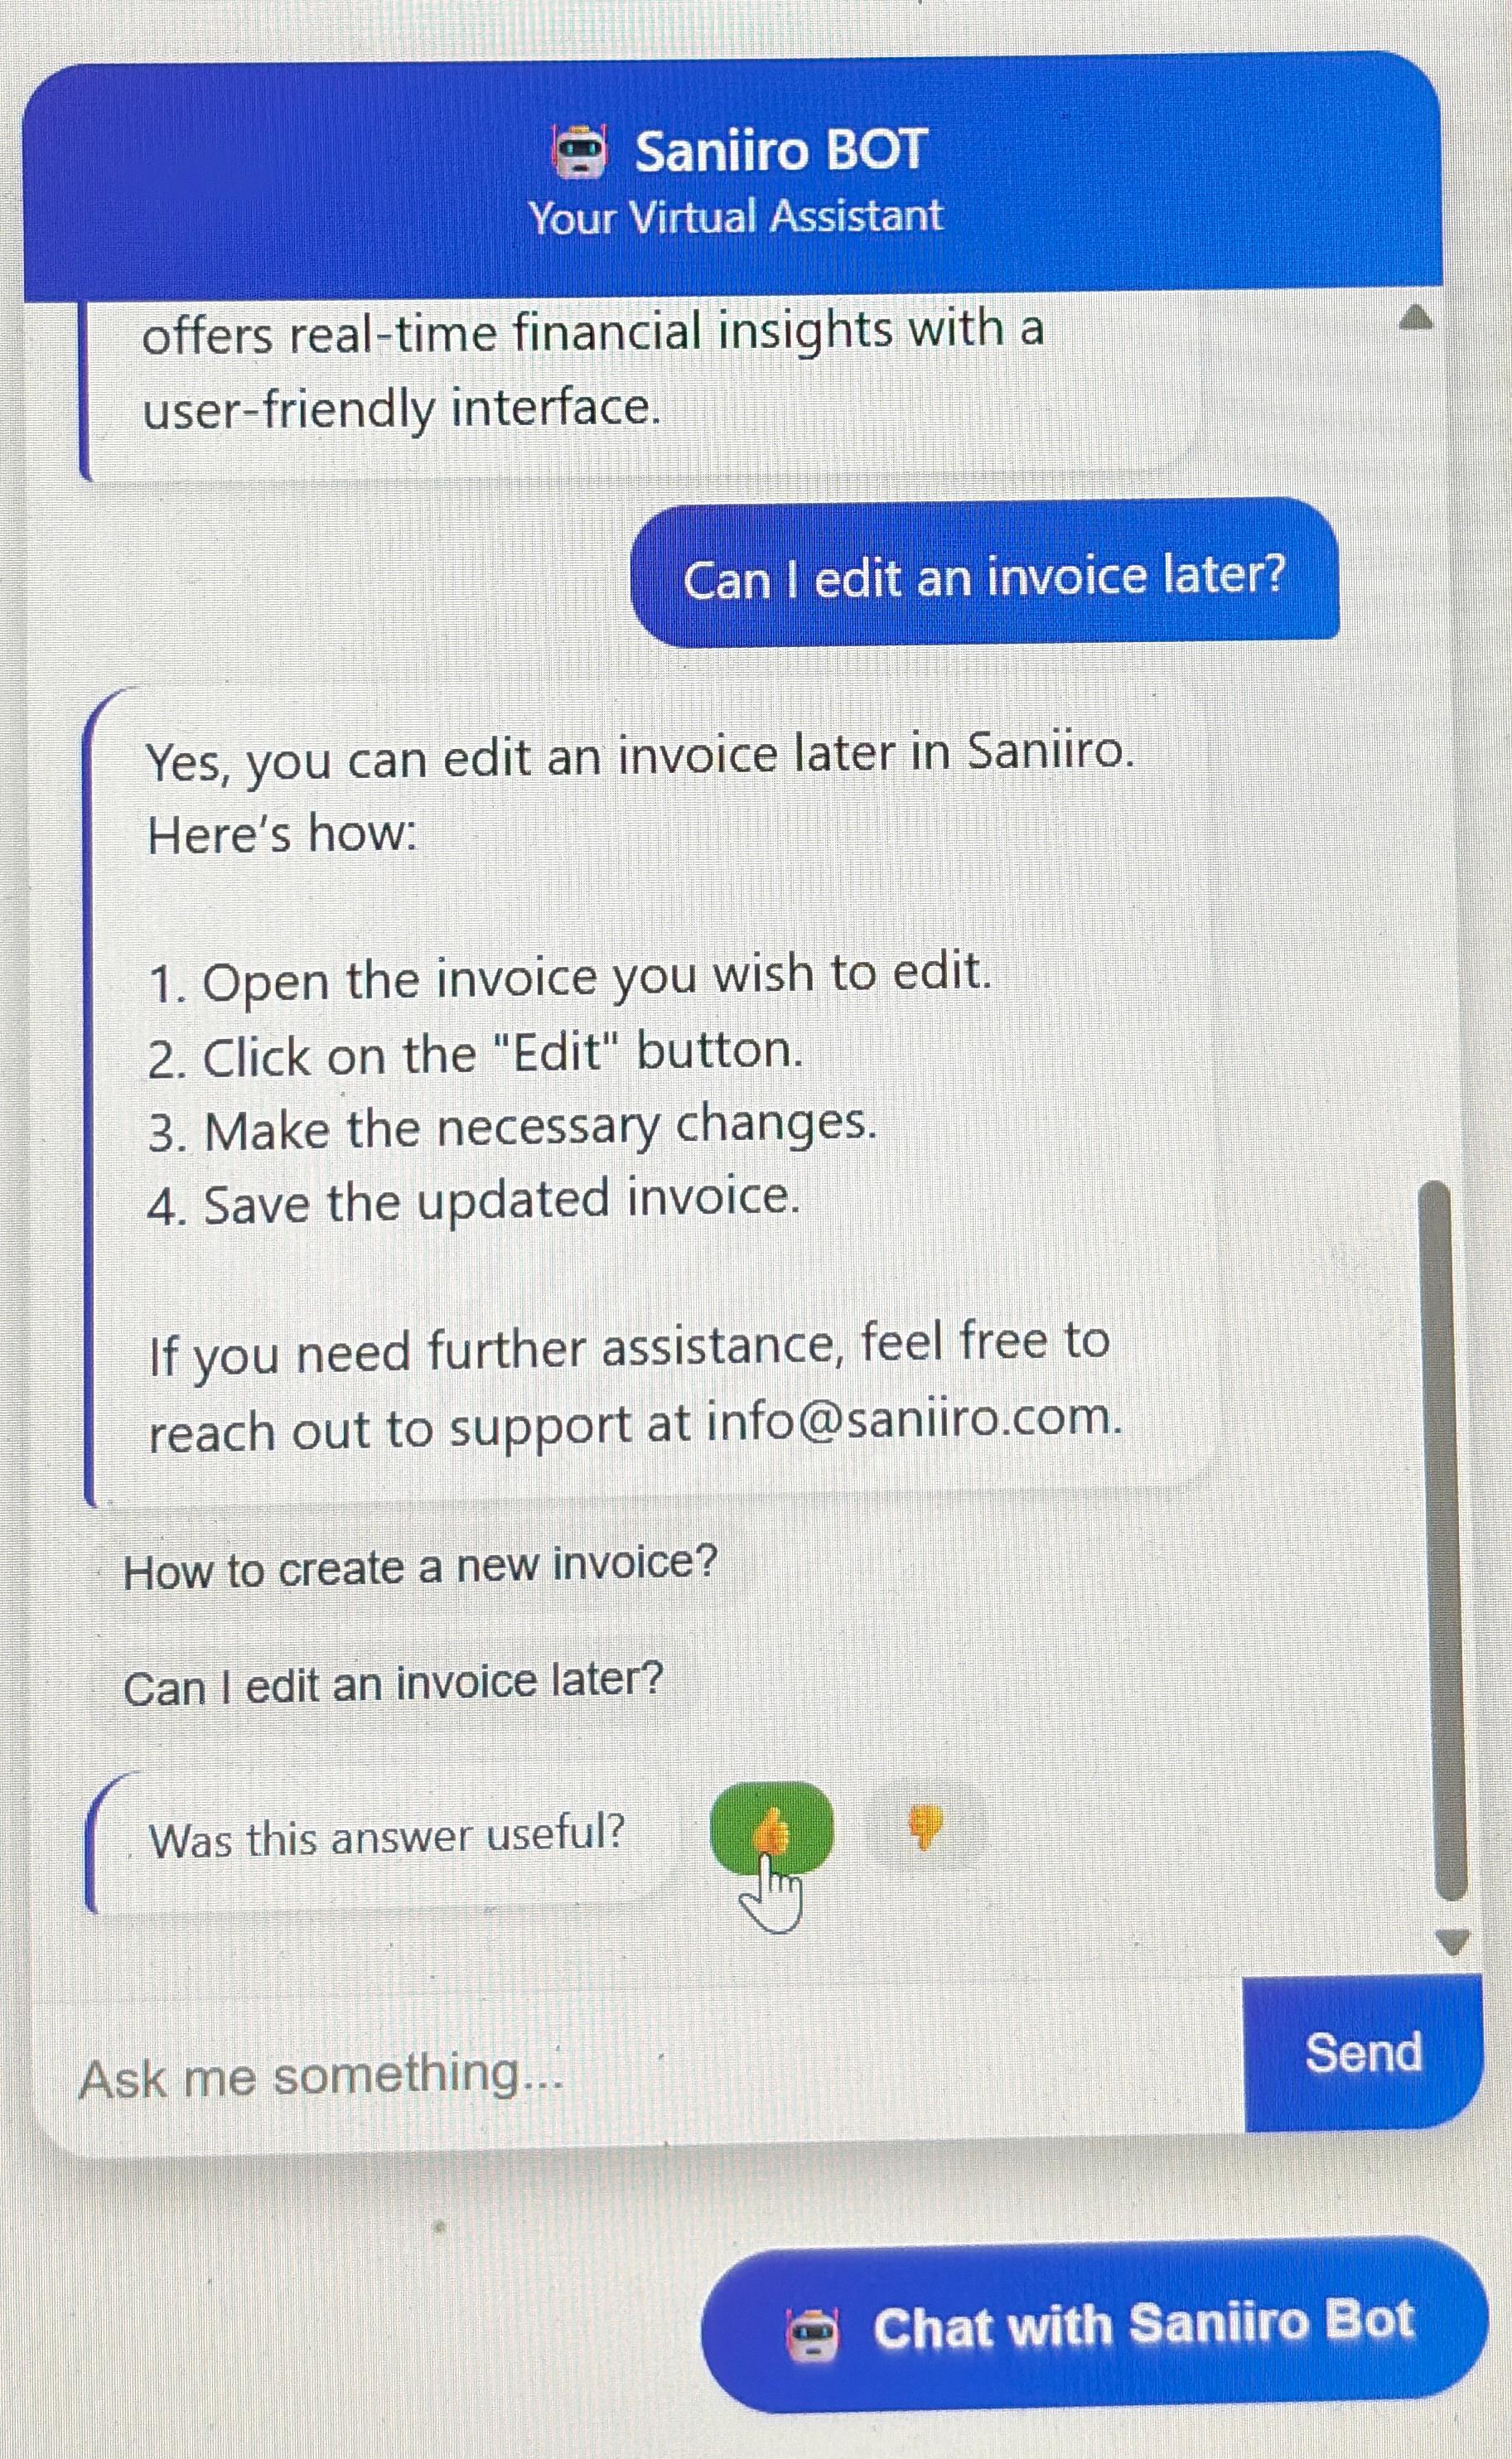 Saniiro BOT
Your Virtual Assistant
offers real-time financial insights with a
user-friendly interface.
Can I edit an invoice later?
Yes, you can edit an invoice later in Saniiro.
Here's how:
1. Open the invoice you wish to edit.
2. Click on the "Edit" button.
3. Make the necessary changes.
4. Save the updated invoice.
If you need further assistance, feel free to
reach out to support at info@saniiro.com.
How to create a new invoice?
Can I edit an invoice later?
Was this answer useful?
Ask me something...
Send
Chat with Saniiro Bot